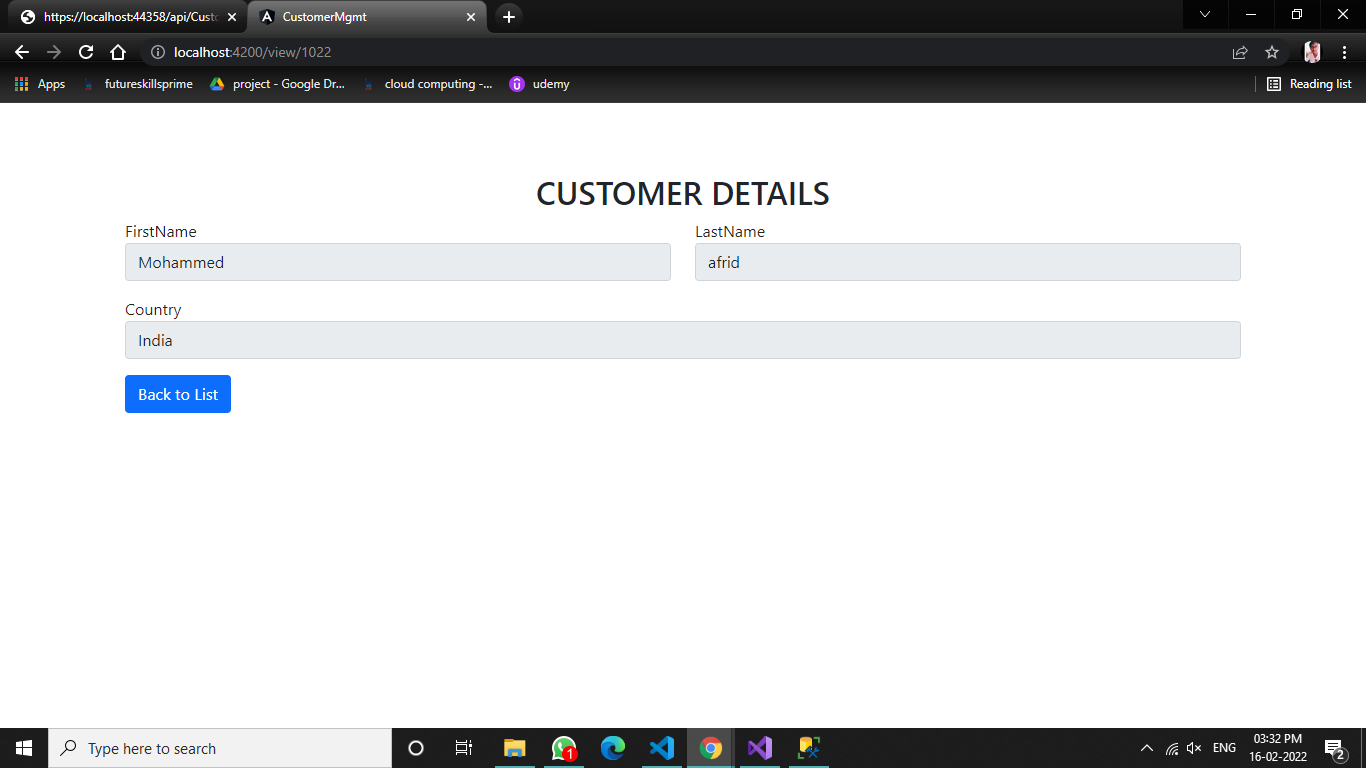 https://localhost:44358/api/Custo
CustomerMgmt
localhost:4200/view/1022
Apps
futureskillsprime
project - Google Dr...
cloud computing -...
udemy
Reading list
CUSTOMER DETAILS
FirstName
LastName
Mohammed
afrid
Country
India
Back to List
Type here to search
1
ENG
03:32 PM
16-02-2022
2